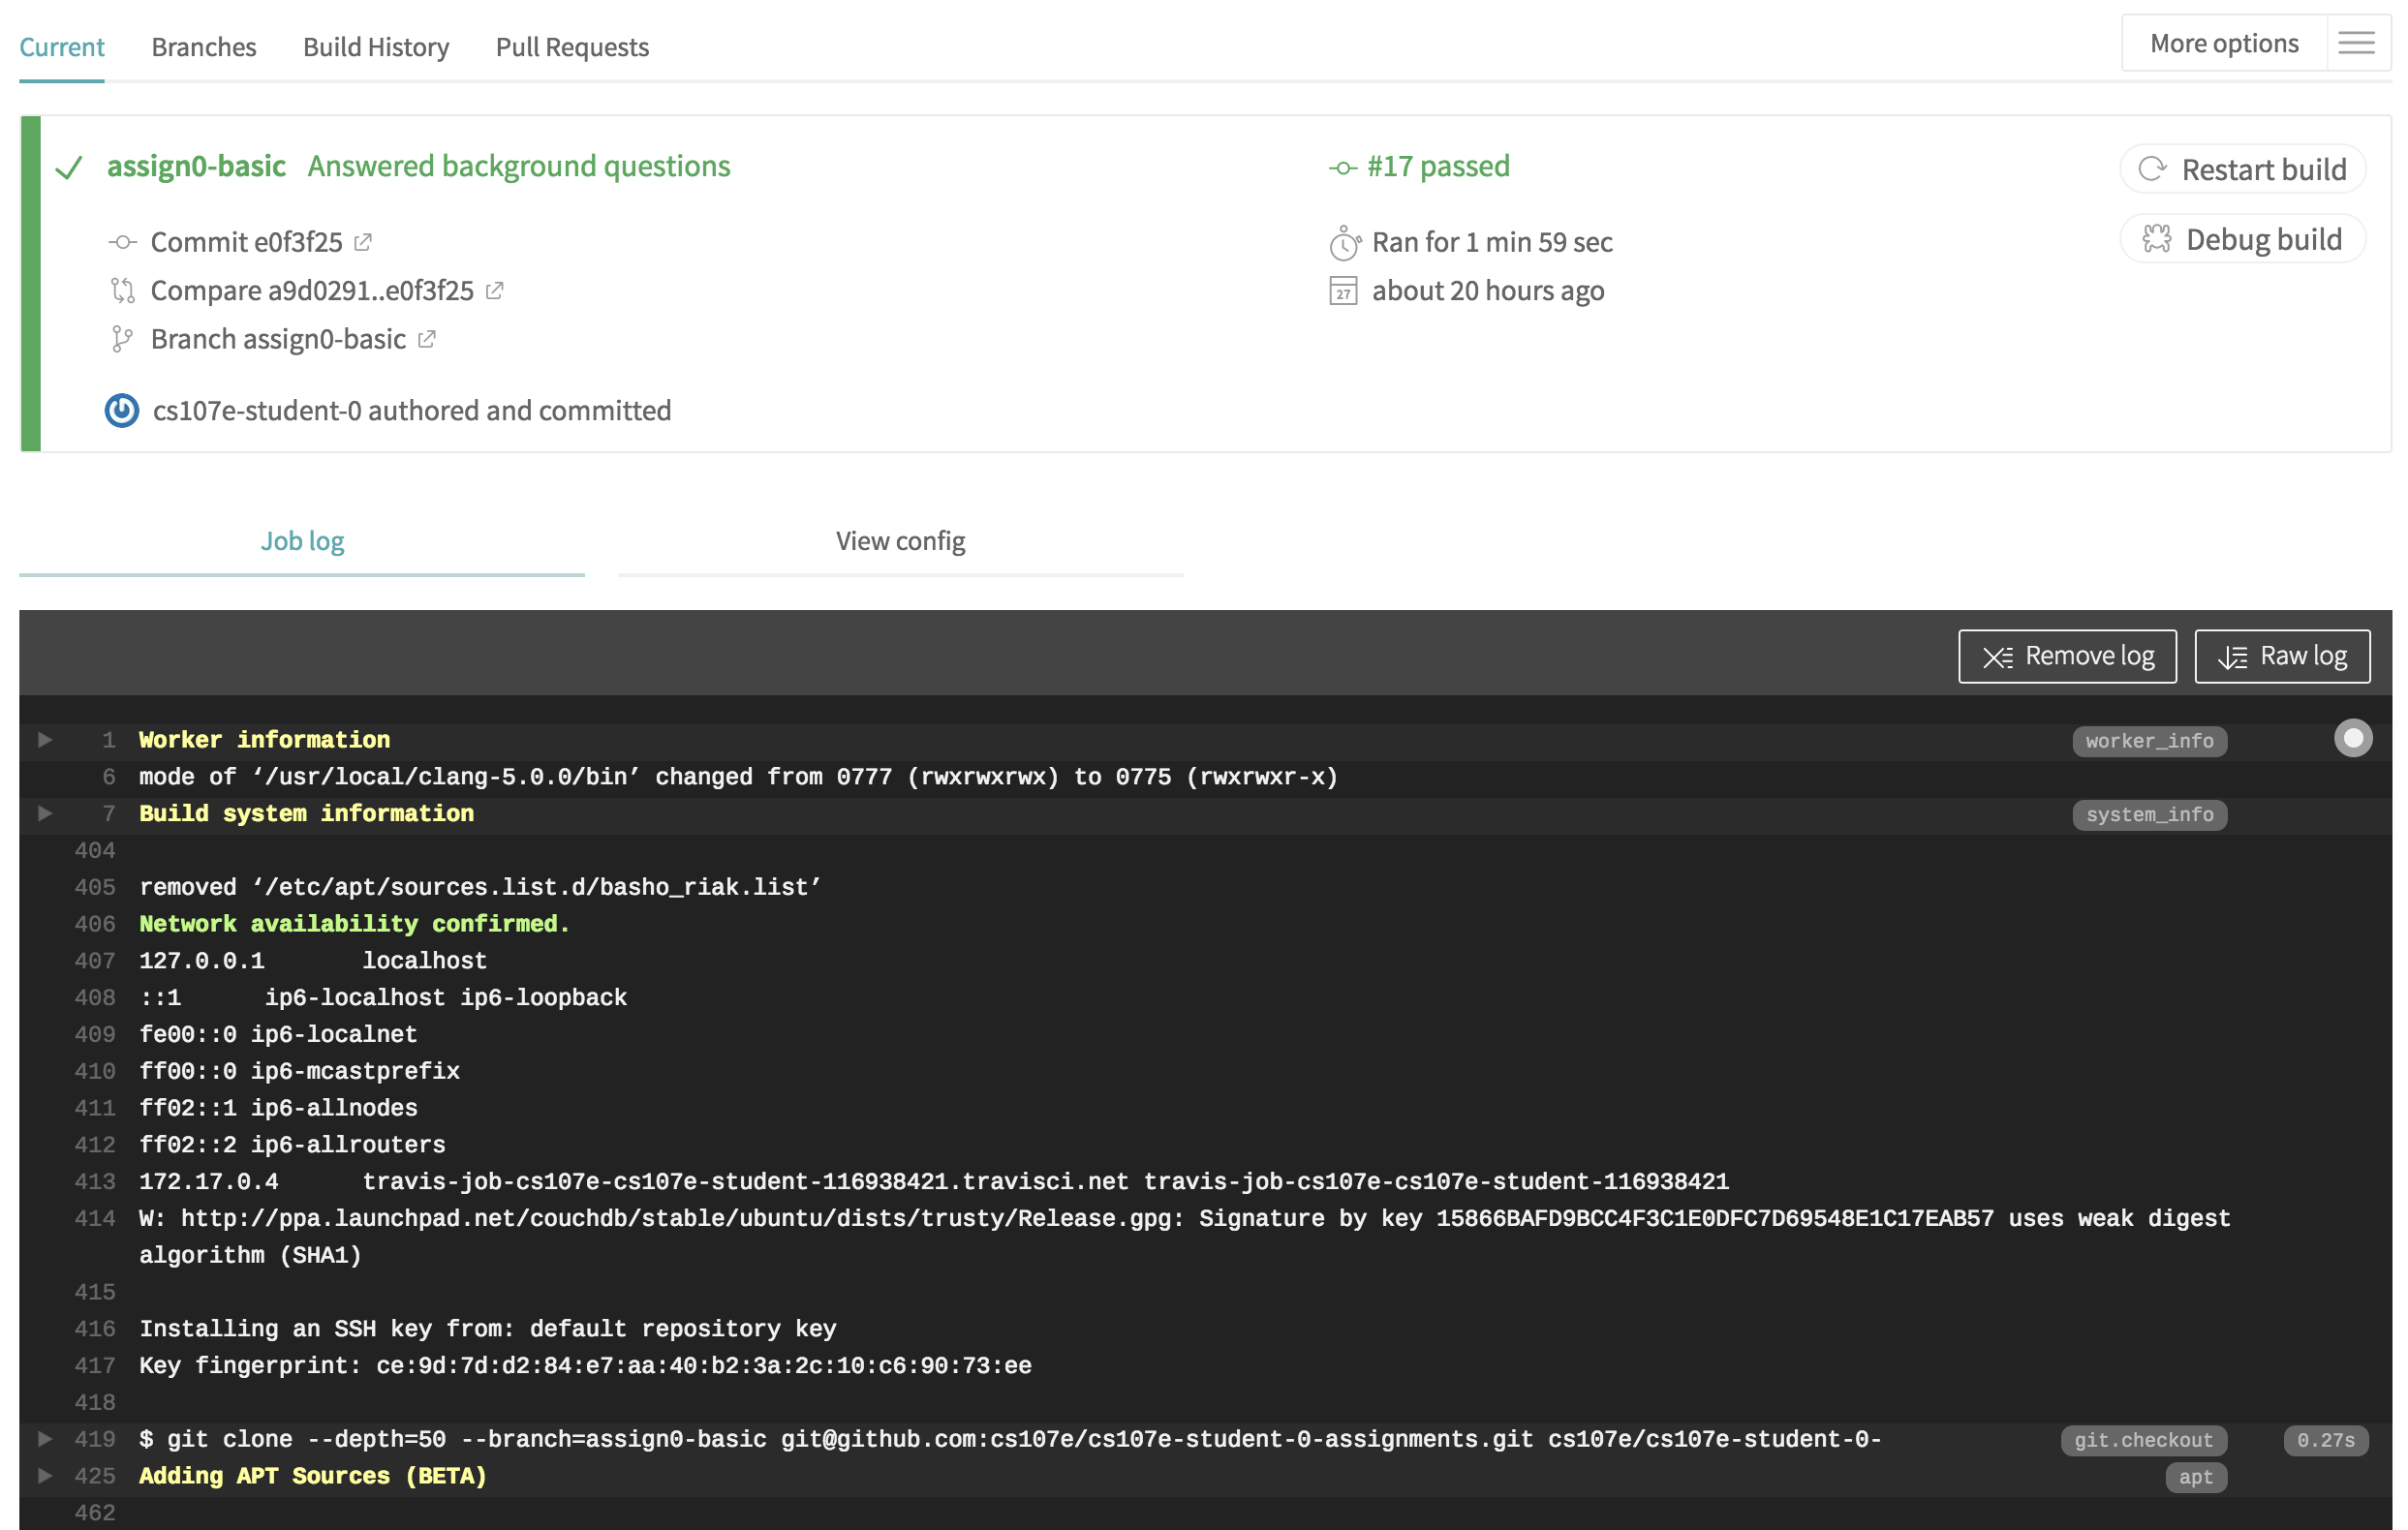 Current Branches Build History Pull Requests More options
assign0-basic Answered background questions
Commit e0f3f25
Compare a9d0291..e0f3f25
Branch assign0-basic
cs107e-student-0 authored and committed
#17 passed
Ran for 1 min 59 sec
27 about 20 hours ago
Restart build
Debug build
Job log View config
Remove log Raw log
1 Worker information worker_info
6 mode of ‘/usr/local/clang-5.0.0/bin’ changed from 0777 (rwxrwxrwx) to 0775 (rwxrwxr-x)
7 Build system information system_info
404
405 removed ‘/etc/apt/sources.list.d/basho_riak.list’
406 Network availability confirmed.
407 127.0.0.1 localhost
408 ::1 ip6-localhost ip6-loopback
409 fe00::0 ip6-localnet
410 ff00::0 ip6-mcastprefix
411 ff02::1 ip6-allnodes
412 ff02::2 ip6-allrouters
413 172.17.0.4 travis-job-cs107e-cs107e-student-116938421.travisci.net travis-job-cs107e-cs107e-student-116938421
414 W: http://ppa.launchpad.net/couchdb/stable/ubuntu/dists/trusty/Release.gpg: Signature by key 15866BAFD9BCC4F3C1E0DFC7D69548E1C17EAB57 uses weak digest
algorithm (SHA1)
415
416 Installing an SSH key from: default repository key
417 Key fingerprint: ce:9d:7d:d2:84:e7:aa:40:b2:3a:2c:10:c6:90:73:ee
418
419 $ git clone --depth=50 --branch=assign0-basic git@github.com:cs107e/cs107e-student-0-assignments.git cs107e/cs107e-student-0- git.checkout 0.27s
425 Adding APT Sources (BETA) apt
462